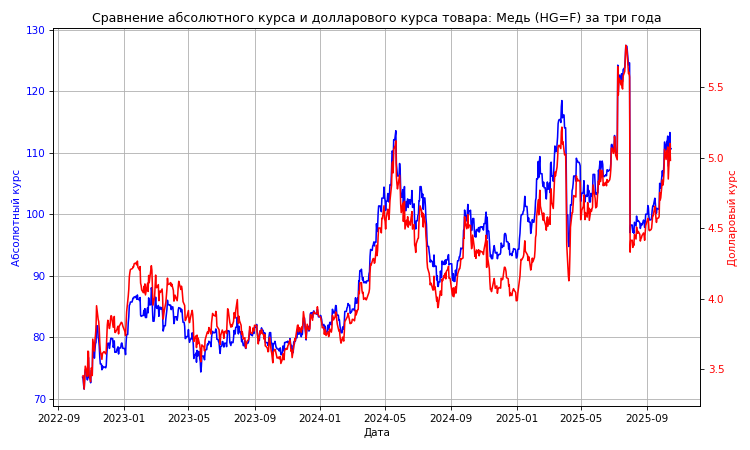 Сравнение абсолютного курса и долларового курса товара: Медь (HG=F) за три года
130
120
110
100
90
80
70
Абсолютный курс
5.5
5.0
4.5
4.0
3.5
Долларовый курс
2022-09 2023-01 2023-05 2023-09 2024-01 2024-05 2024-09 2025-01 2025-05 2025-09
Дата